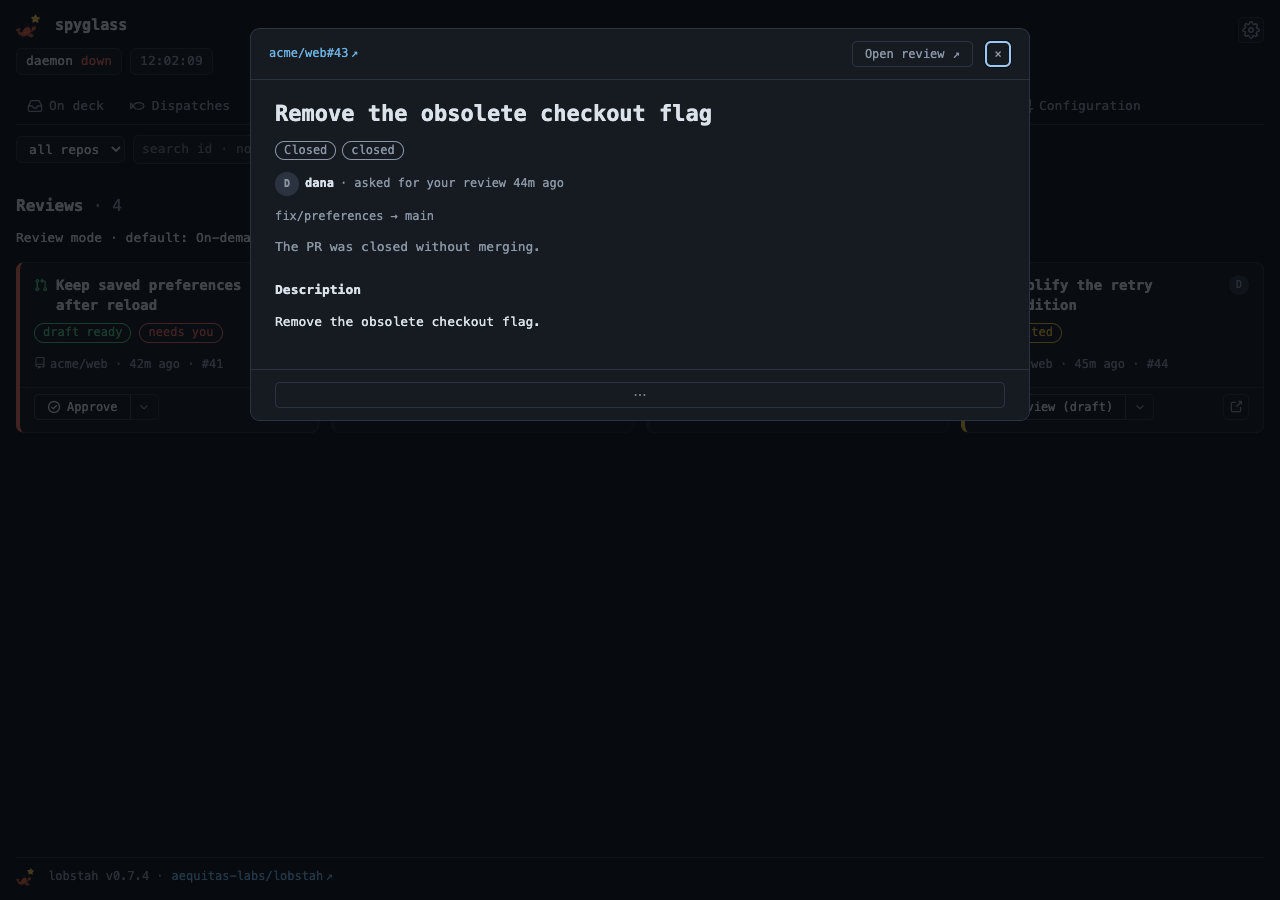 spyglass
daemon down
12:02:09
On deck
Dispatches
Configuration
all repos
search id · no
Reviews · 4
Review mode · default: On-dema
Keep saved preferences
after reload
draft ready
needs you
acme/web · 42m ago · #41
Approve
acme/web#43↗
Open review ↗
×
Remove the obsolete checkout flag
Closed
closed
D
dana · asked for your review 44m ago
fix/preferences → main
The PR was closed without merging.
Description
Remove the obsolete checkout flag.
⋯
plify the retry
dition
D
ted
web · 45m ago · #44
view (draft)
lobstah v0.7.4 · aequitas-labs/lobstah↗